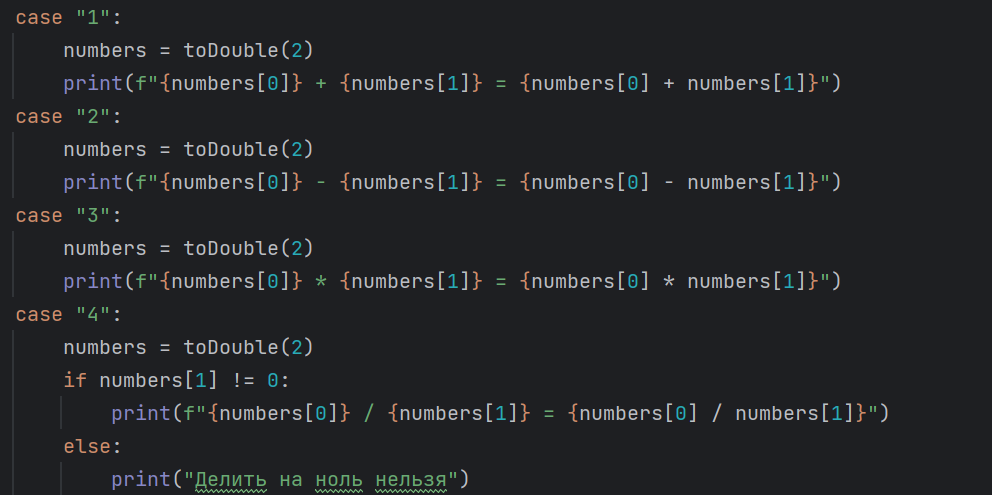 case "1":
    numbers = toDouble(2)
    print(f"{numbers[0]} + {numbers[1]} = {numbers[0] + numbers[1]}")
case "2":
    numbers = toDouble(2)
    print(f"{numbers[0]} - {numbers[1]} = {numbers[0] - numbers[1]}")
case "3":
    numbers = toDouble(2)
    print(f"{numbers[0]} * {numbers[1]} = {numbers[0] * numbers[1]}")
case "4":
    numbers = toDouble(2)
    if numbers[1] != 0:
        print(f"{numbers[0]} / {numbers[1]} = {numbers[0] / numbers[1]}")
    else:
        print("Делить на ноль нельзя")